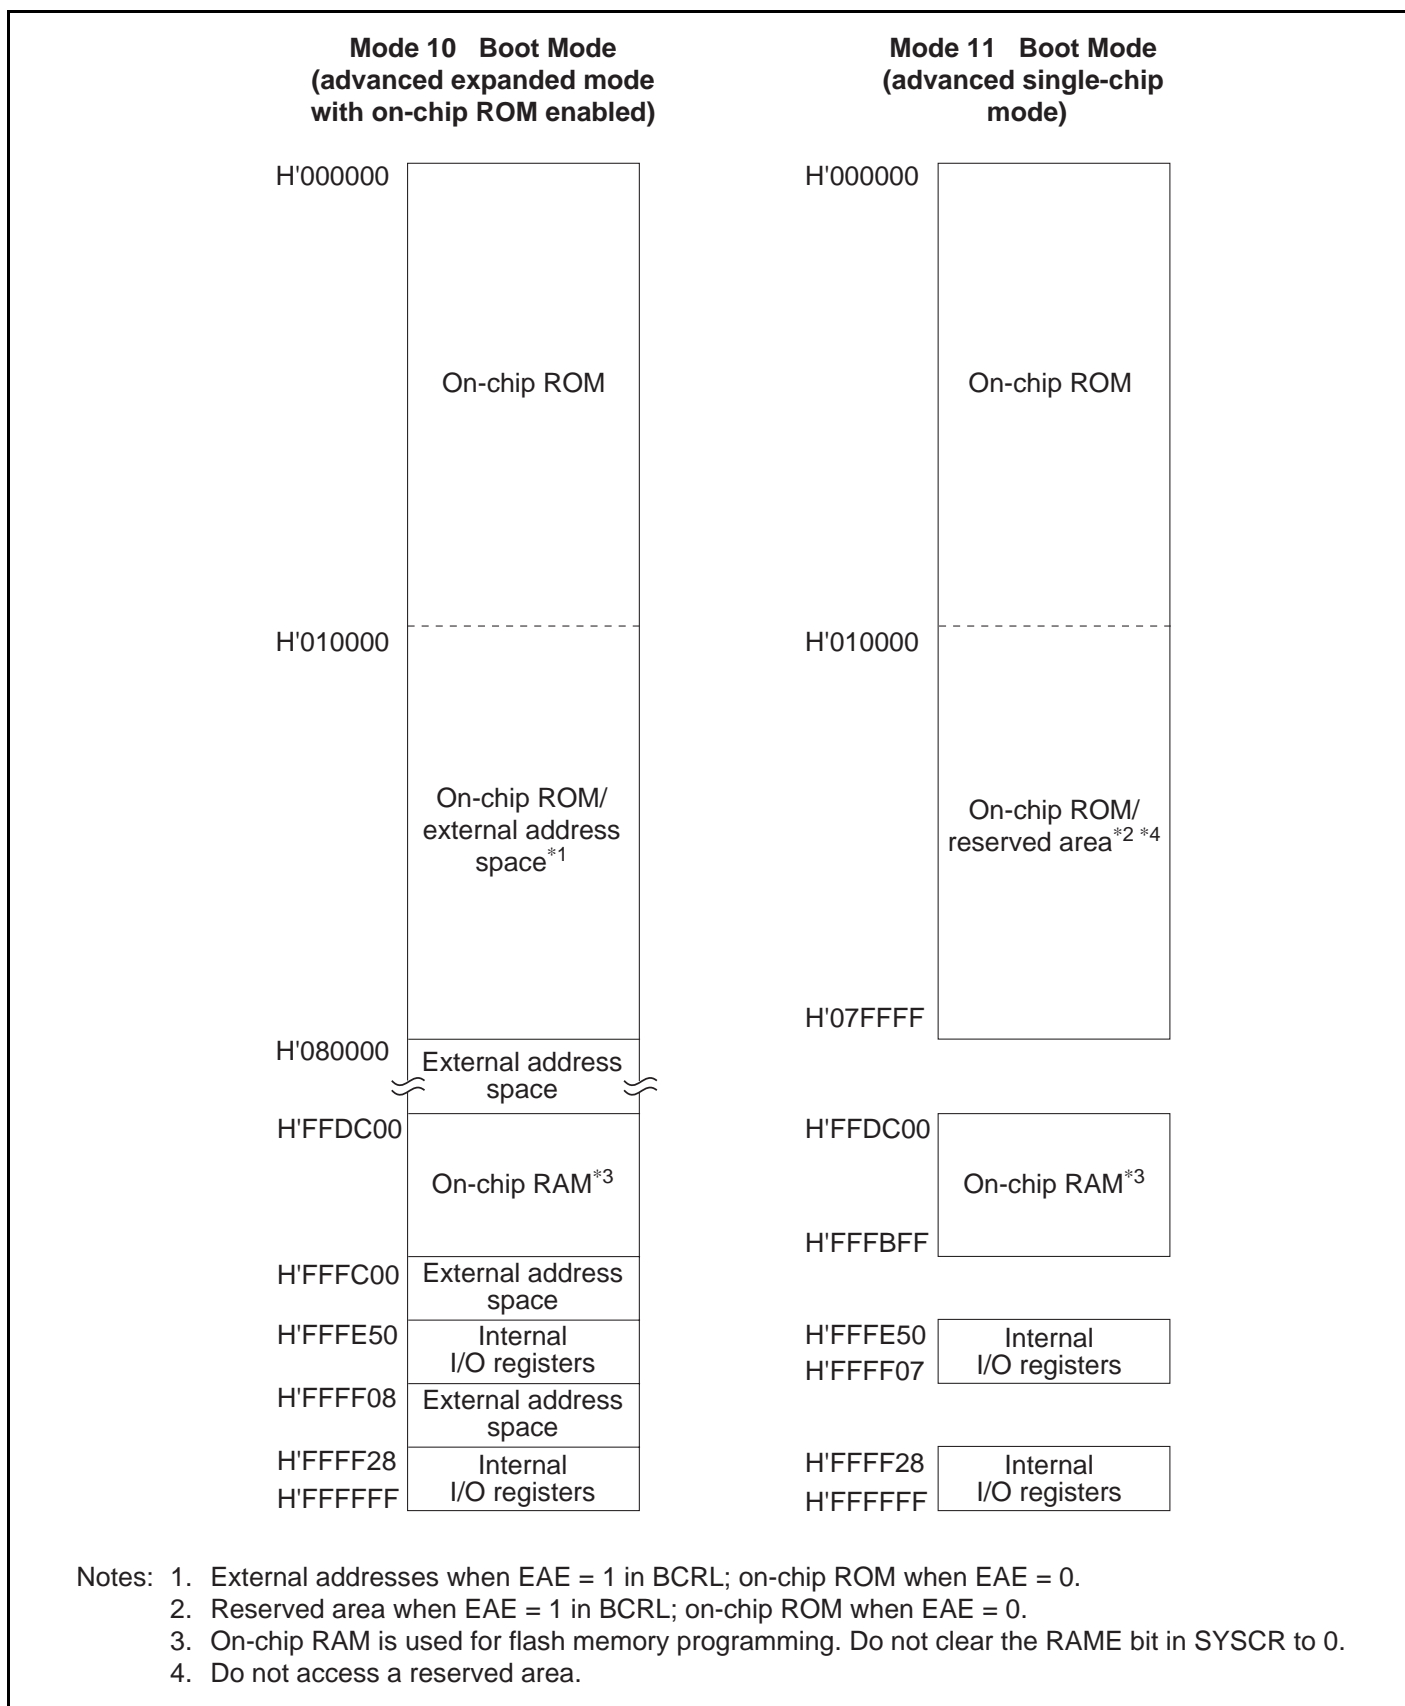 Mode 10 Boot Mode
(advanced expanded mode
with on-chip ROM enabled)
H'000000
On-chip ROM
H'010000
On-chip ROM/
external address
space*1
H'080000
External address
space
H'FFDC00
On-chip RAM*3
H'FFFC00
External address
space
H'FFFE50
Internal
I/O registers
H'FFFF08
External address
space
H'FFFF28
Internal
I/O registers
H'FFFFFF
Mode 11 Boot Mode
(advanced single-chip
mode)
H'000000
On-chip ROM
H'010000
On-chip ROM/
reserved area*2 *4
H'07FFFF
H'FFDC00
On-chip RAM*3
H'FFFBFF
H'FFFE50
Internal
I/O registers
H'FFFF07
H'FFFF28
Internal
I/O registers
H'FFFFFF
Notes: 1. External addresses when EAE = 1 in BCRL; on-chip ROM when EAE = 0.
2. Reserved area when EAE = 1 in BCRL; on-chip ROM when EAE = 0.
3. On-chip RAM is used for flash memory programming. Do not clear the RAME bit in SYSCR to 0.
4. Do not access a reserved area.